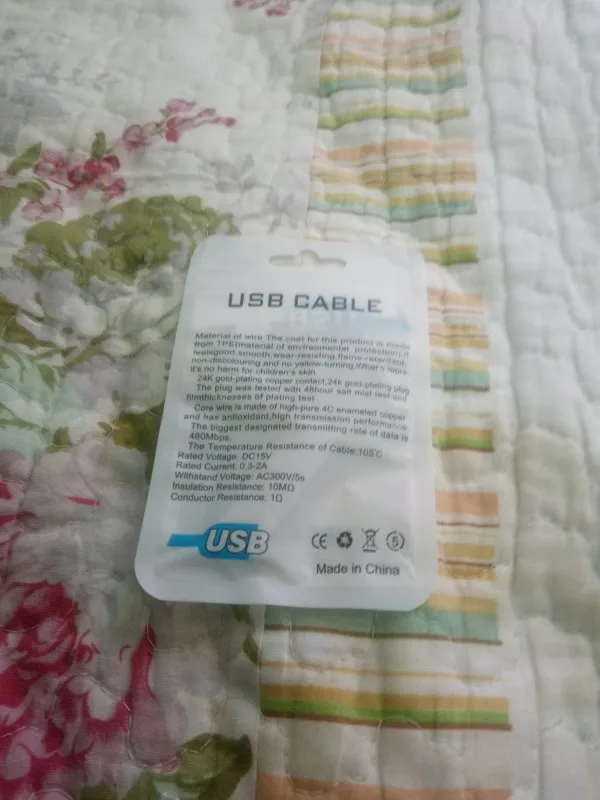 USB CABLE
Material of wire The coat for this product is made
from TPE(material of environmental protection),it
feelsgood,smooth,wear-resisting,flame-retardant,
non-discolouring and no yellow-turning.What's more,
it's no harm for children's skin
24K gold-plating copper contact,24k gold-plating plug
The plug was tested with 48hour salt mist test and
filmthicknesses of plating test
Core wire is made of high-pure 4C enameled copper
and has antioxidant,high transmission performance
The biggest designated transmitting rate of data is
480Mbps.
The Temperature Resistance of Cable:105°C
Rated Voltage: DC15V
Rated Current, 0,3-2A
Withstand Voltage: AC300V/5s
Insulation Resistance: 10MΩ
Conductor Resistance: 1Ω
USB
CE 5
Made in China